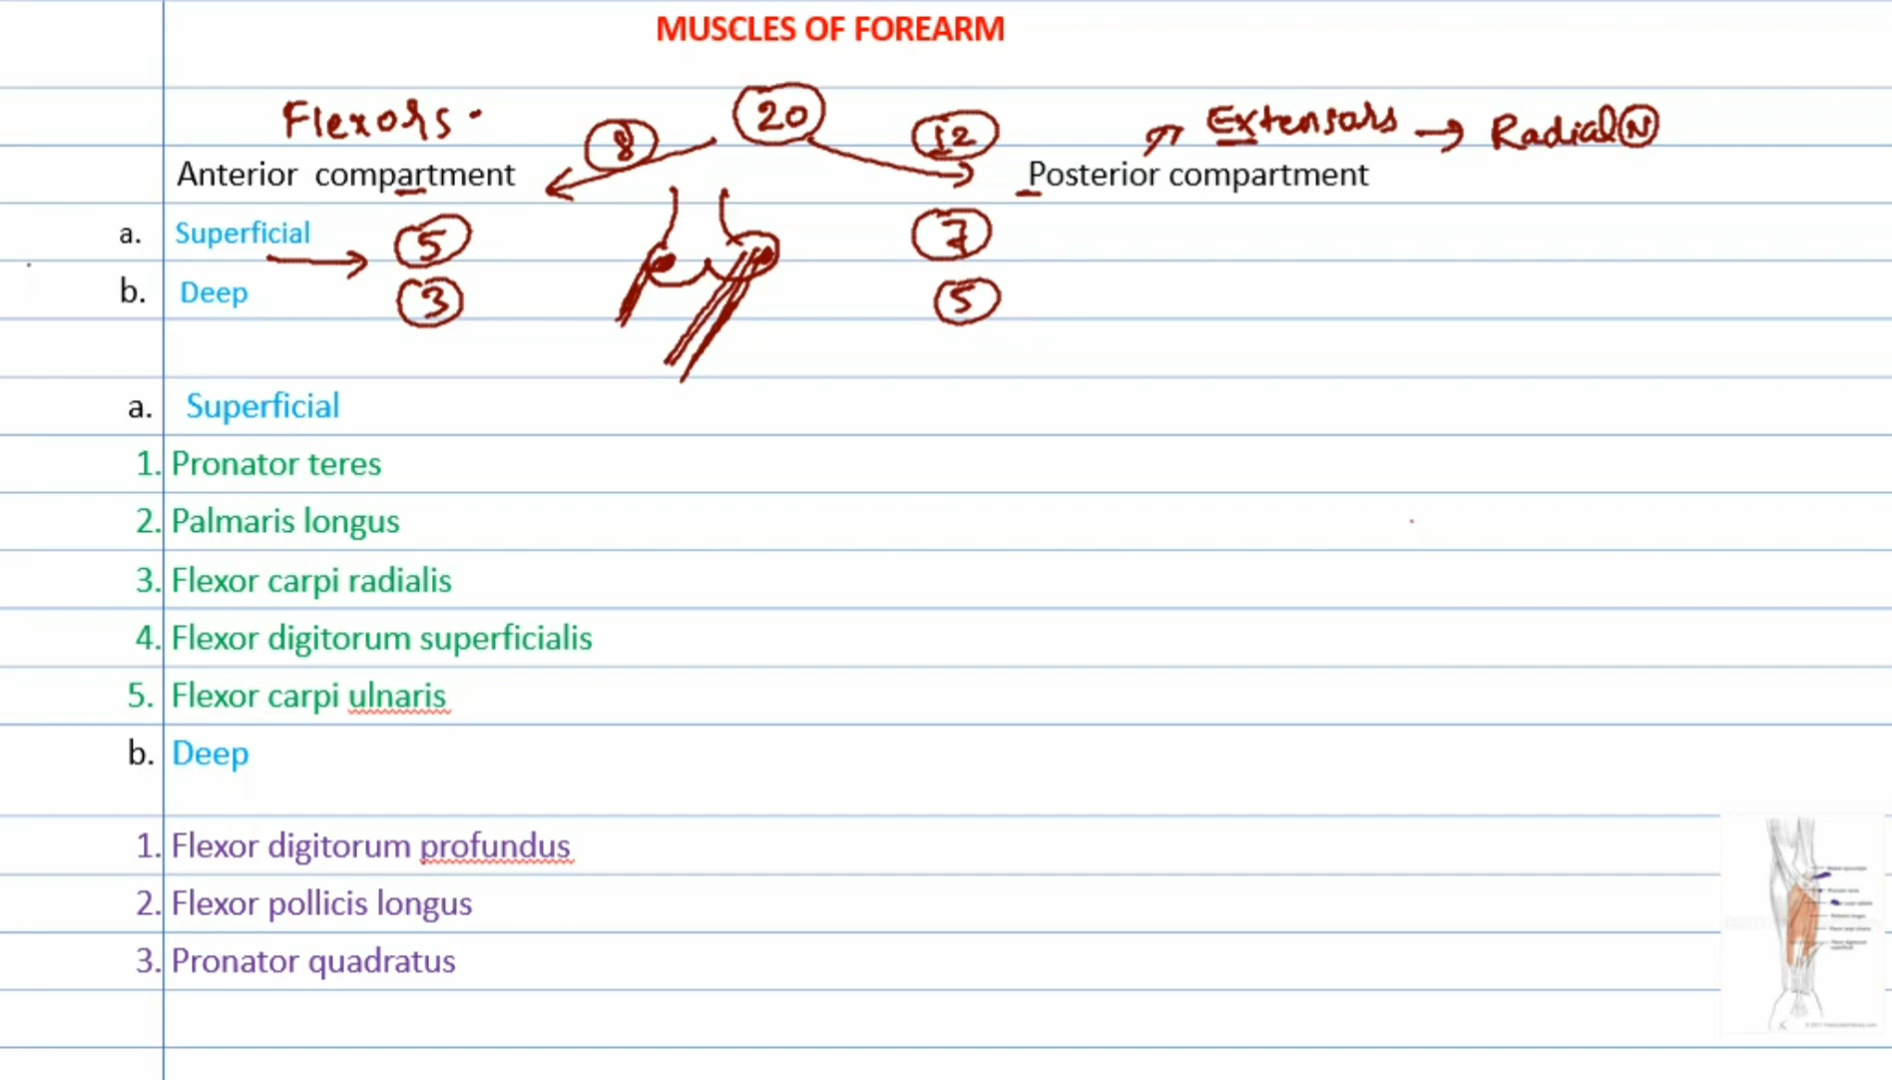 MUSCLES OF FOREARM
Flexors
8
20
12
Extensors → Radial N
Anterior compartment
Posterior compartment
a. Superficial → 5
7
b. Deep 3
5
a. Superficial
1. Pronator teres
2. Palmaris longus
3. Flexor carpi radialis
4. Flexor digitorum superficialis
5. Flexor carpi ulnaris
b. Deep
1. Flexor digitorum profundus
2. Flexor pollicis longus
3. Pronator quadratus